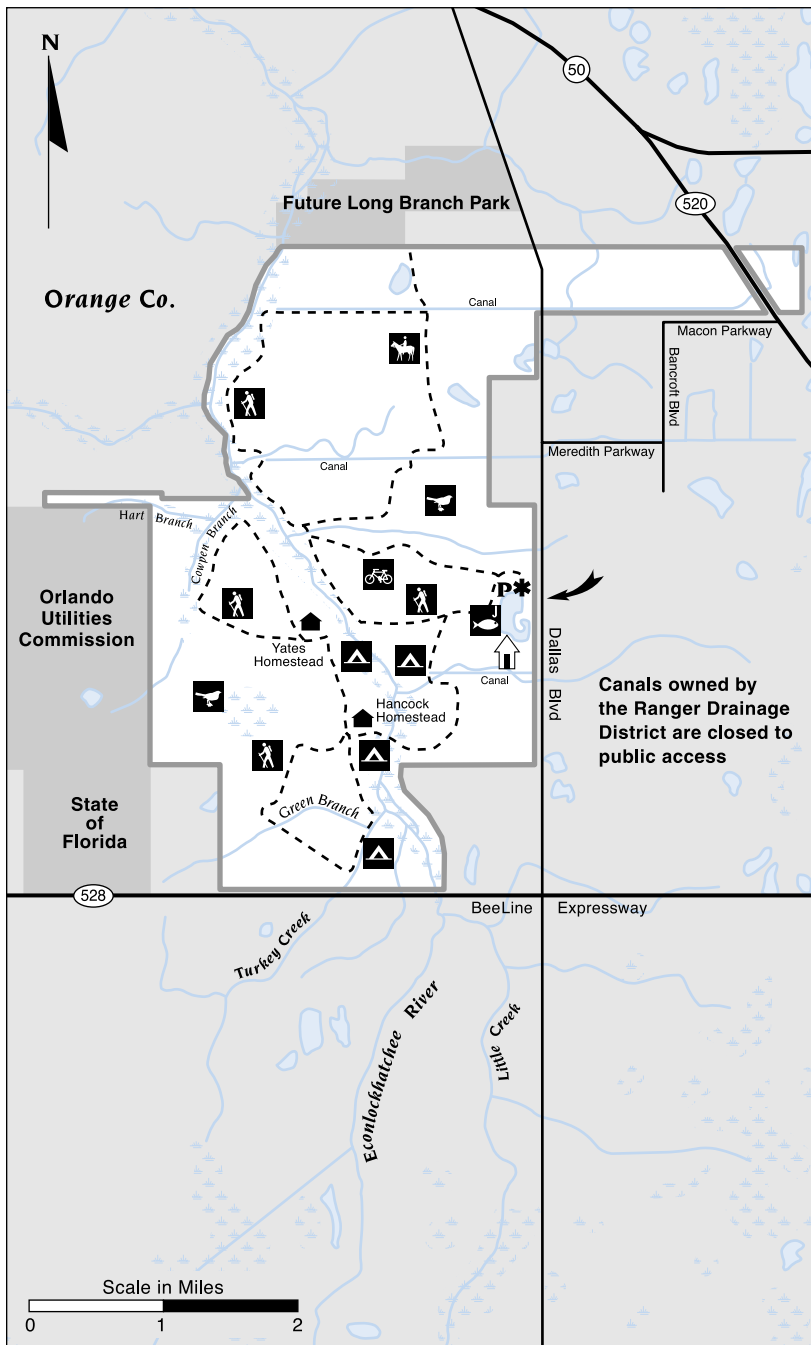 N
50
520
Future Long Branch Park
Orange Co.
Canal
Macon Parkway
Bancroft Blvd
Meredith Parkway
Canal
Hart Branch
Cowpen Branch
P*
Orlando
Utilities
Commission
Yates
Homestead
Dallas Blvd
Canal
Canals owned by
the Ranger Drainage
District are closed to
public access
Hancock
Homestead
State
of
Florida
Green Branch
528
BeeLine Expressway
Turkey Creek
Econlockhatchee River
Little Creek
Scale in Miles
0 1 2